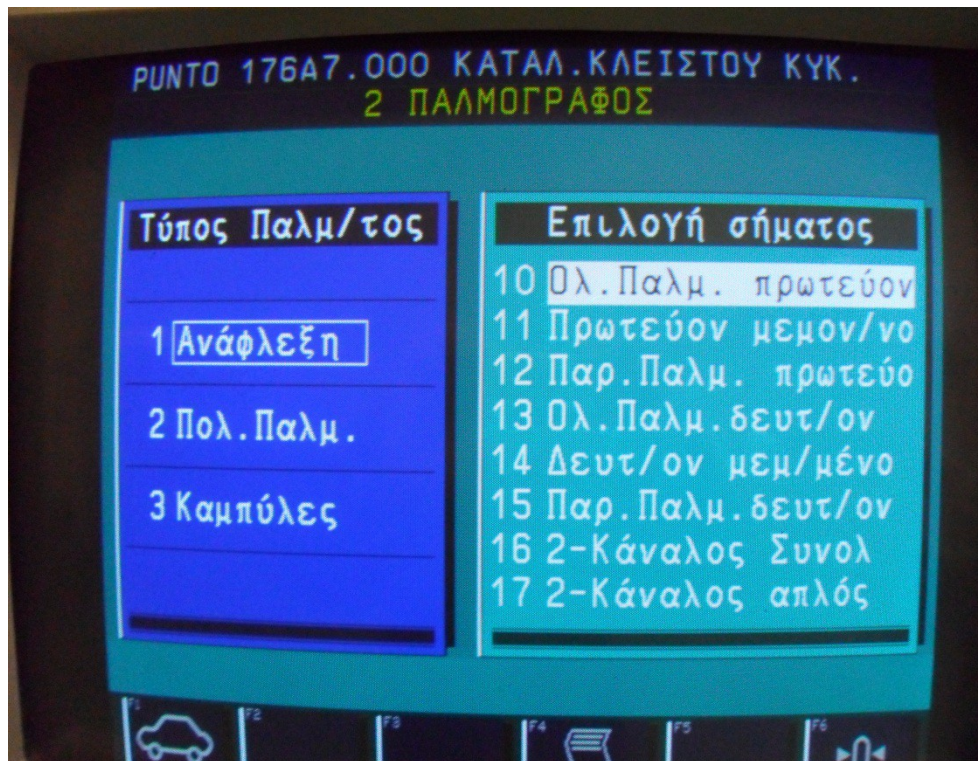 PUNTO 176A7.000 ΚΑΤΑΛ.ΚΛΕΙΣΤΟΥ ΚΥΚ.
2 ΠΑΛΜΟΓΡΑΦΟΣ
Τύπος Παλμ/τος
1 Ανάφλεξη
2 Πολ.Παλμ.
3 Καμπύλες
Επιλογή σήματος
10 Ολ.Παλμ. πρωτεύον
11 Πρωτεύον μεμον/νο
12 Παρ.Παλμ. πρωτεύο
13 Ολ.Παλμ.δευτ/ον
14 Δευτ/ον μεμ/μένο
15 Παρ.Παλμ.δευτ/ον
16 2-Κάναλος Συνολ
17 2-Κάναλος απλός
F1 F2 F3 F4 F5 F6